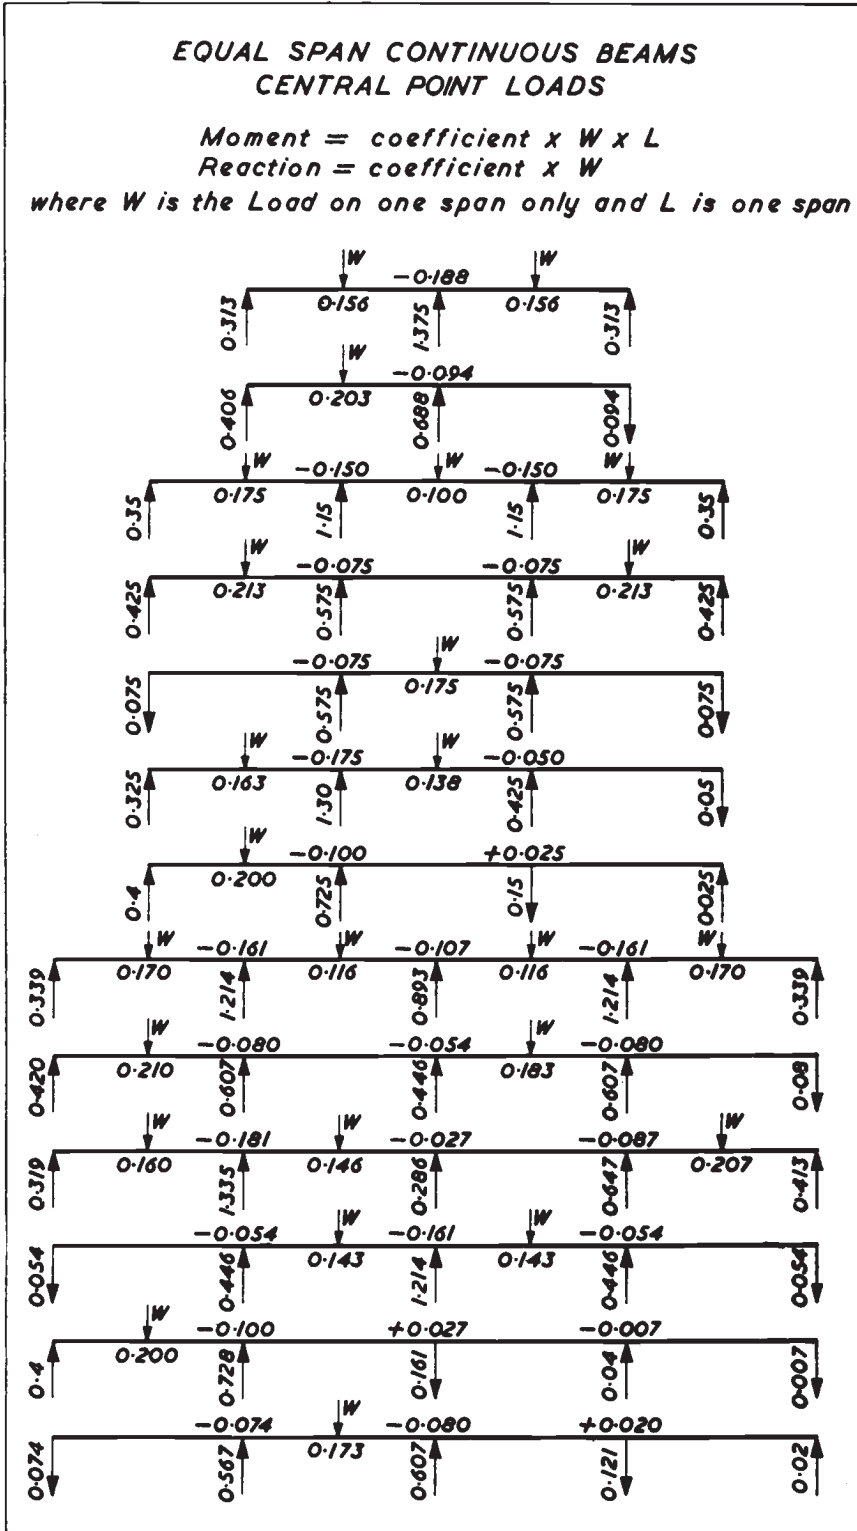 EQUAL SPAN CONTINUOUS BEAMS
CENTRAL POINT LOADS
Moment = coefficient x W x L
Reaction = coefficient x W
where W is the Load on one span only and L is one span
W W
-0·188
0·156 0·156
0·313 1·375 0·313
W
-0·094
0·203
0·406 0·688 0·094
W W W
-0·150 -0·150
0·175 0·100 0·175
0·35 1·15 1·15 0·35
W W
-0·075 -0·075
0·213 0·213
0·425 0·575 0·575 0·425
W
-0·075 -0·075
0·175
0·075 0·575 0·575 0·075
W W
-0·175 -0·050
0·163 0·138
0·325 1·30 0·425 0·05
W
-0·100 +0·025
0·200
0·4 0·725 0·15 0·025
W W W W
-0·161 -0·107 -0·161
0·170 0·116 0·116 0·170
0·339 1·214 0·893 1·214 0·339
W W
-0·080 -0·054 -0·080
0·210 0·183
0·420 0·607 0·446 0·607 0·08
W W W
-0·181 -0·027 -0·087
0·160 0·146 0·207
0·319 1·335 0·286 0·647 0·413
W W
-0·054 -0·161 -0·054
0·143 0·143
0·054 0·446 1·214 0·446 0·054
W
-0·100 +0·027 -0·007
0·200
0·4 0·728 0·161 0·04 0·007
W
-0·074 -0·080 +0·020
0·173
0·074 0·567 0·607 0·121 0·02